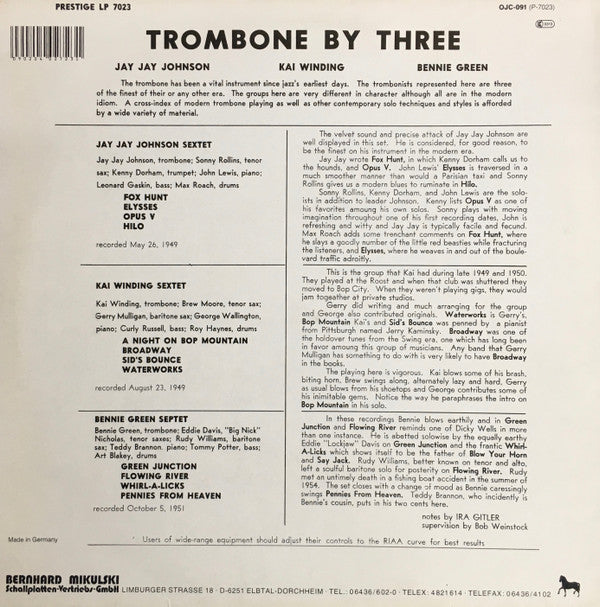 PRESTIGE LP 7023
OJC-091 (P-7023)
TROMBONE BY THREE
JAY JAY JOHNSON KAI WINDING BENNIE GREEN
The trombone has been a vital instrument since jazz's earliest days. The trombonists represented here are three
of the finest of their or any other era. The groups here are very different in character although all are in the modern
idiom. A cross-index of modern trombone playing as well as other contemporary solo techniques and styles is afforded
by a wide variety of material.
JAY JAY JOHNSON SEXTET
Jay Jay Johnson, trombone; Sonny Rollins, tenor
sax; Kenny Dorham, trumpet; John Lewis, piano;
Leonard Gaskin, bass; Max Roach, drums
FOX HUNT
ELYSSES
OPUS V
HILO
recorded May 26, 1949
The velvet sound and precise attack of Jay Jay Johnson are
well displayed in this set. He is considered, for good reason, to
be the finest on his instrument in the modern era.
Jay Jay wrote Fox Hunt, in which Kenny Dorham calls us to
the hounds, and Opus V. John Lewis' Elysses is traversed in a
much smoother manner than would a Parisian taxi and Sonny
Rollins gives us a modern blues to ruminate in Hilo.
Sonny Rollins, Kenny Dorham, and John Lewis are the solo-
ists in addition to leader Johnson. Kenny lists Opus V as one of
his favorites among his own solos. Sonny plays with moving
imagination throughout one of his first recording dates, John is
refreshing and witty and Jay Jay is typically facile and fecund.
Max Roach adds some trenchant comments on Fox Hunt, where
he slays a goodly number of the little red beasties while fracturing
the listeners, and Elysses, where he weaves in and out of the boule-
vard traffic adroitly.
KAI WINDING SEXTET
Kai Winding, trombone; Brew Moore, tenor sax;
Gerry Mulligan, baritone sax; George Wallington,
piano; Curly Russell, bass; Roy Haynes, drums
A NIGHT ON BOP MOUNTAIN
BROADWAY
SID'S BOUNCE
WATERWORKS
recorded August 23, 1949
This is the group that Kai had during late 1949 and 1950.
They played at the Roost and when that club was shuttered they
moved to Bop City. When they weren't playing gigs, they would
jam togeather at private studios.
Gerry did writing and much arranging for the group
and George also contributed originals. Waterworks is Gerry's,
Bop Mountain Kai's and Sid's Bounce was penned by a pianist
from Pittsburgh named Jerry Kaminsky. Broadway was one of
the holdover tunes from the Swing era, one which has long been
in favor among this group of musicians. Any band that Gerry
Mulligan has something to do with is very likely to have Broadway
in the books.
The playing here is vigorous. Kai blows some of his brash,
biting horn, Brew swings along, alternately lazy and hard, Gerry
as usual blows from his shoetops and George contributes some of
his inimitable gems. Notice the way he paraphrases the intro on
Bop Mountain in his solo.
BENNIE GREEN SEPTET
Bennie Green, trombone; Eddie Davis, "Big Nick"
Nicholas, tenor saxes; Rudy Williams, baritone
sax; Teddy Brannon. piano; Tommy Potter, bass;
Art Blakey, drums
GREEN JUNCTION
FLOWING RIVER
WHIRL-A-LICKS
PENNIES FROM HEAVEN
recorded October 5, 1951
In these recordings Bennie blows earthily and in Green
Junction and Flowing River reminds one of Dicky Wells in more
than one instance. He is abetted slowise by the equally earthy
Eddie "Lockjaw" Davis on Green Junction and the frantic Whirl-
A-Licks which shows itself to be the father of Blow Your Horn
and Say Jack. Rudy Williams, better known on tenor and alto,
left a soulful baritone solo for posterity on Flowing River. Rudy
met an untimely death in a fishing boat accident in the summer of
1954. The set closes with a change of mood as Bennie caressingly
swings Pennies From Heaven. Teddy Brannon, who incidently is
Bennie's cousin, puts in his two cents here.
notes by IRA GITLER
supervision by Bob Weinstock
Made in Germany
* Users of wide-range equipment should adjust their controls to the RIAA curve for best results
BERNHARD MIKULSKI
Schallplatten-Vertriebs-GmbH LIMBURGER STRASSE 18 · D-6251 ELBTAL-DORCHHEIM · TEL.: 06436/602-0 · TELEX: 4821614 · TELEFAX: 06436/4102